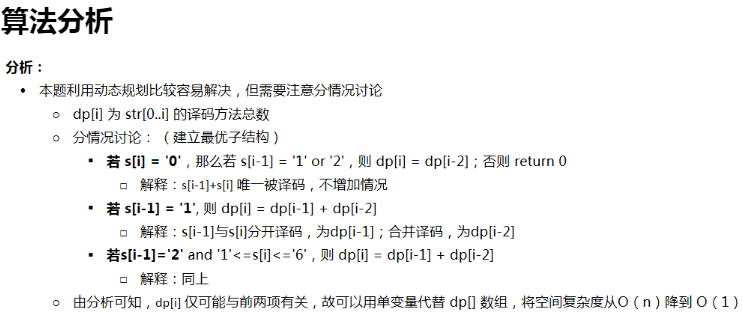 算法分析
分析：
• 本题利用动态规划比较容易解决，但需要注意分情况讨论
○ dp[i] 为 str[0..i] 的译码方法总数
○ 分情况讨论：（建立最优子结构）
▪ 若 s[i] = '0'，那么若 s[i-1] = '1' or '2'，则 dp[i] = dp[i-2]；否则 return 0
□ 解释：s[i-1]+s[i] 唯一被译码，不增加情况
▪ 若 s[i-1] = '1', 则 dp[i] = dp[i-1] + dp[i-2]
□ 解释：s[i-1]与s[i]分开译码，为dp[i-1]；合并译码，为dp[i-2]
▪ 若s[i-1]='2' and '1'<=s[i]<='6'，则 dp[i] = dp[i-1] + dp[i-2]
□ 解释：同上
○ 由分析可知，dp[i] 仅可能与前两项有关，故可以用单变量代替 dp[] 数组，将空间复杂度从O（n）降到 O（1）